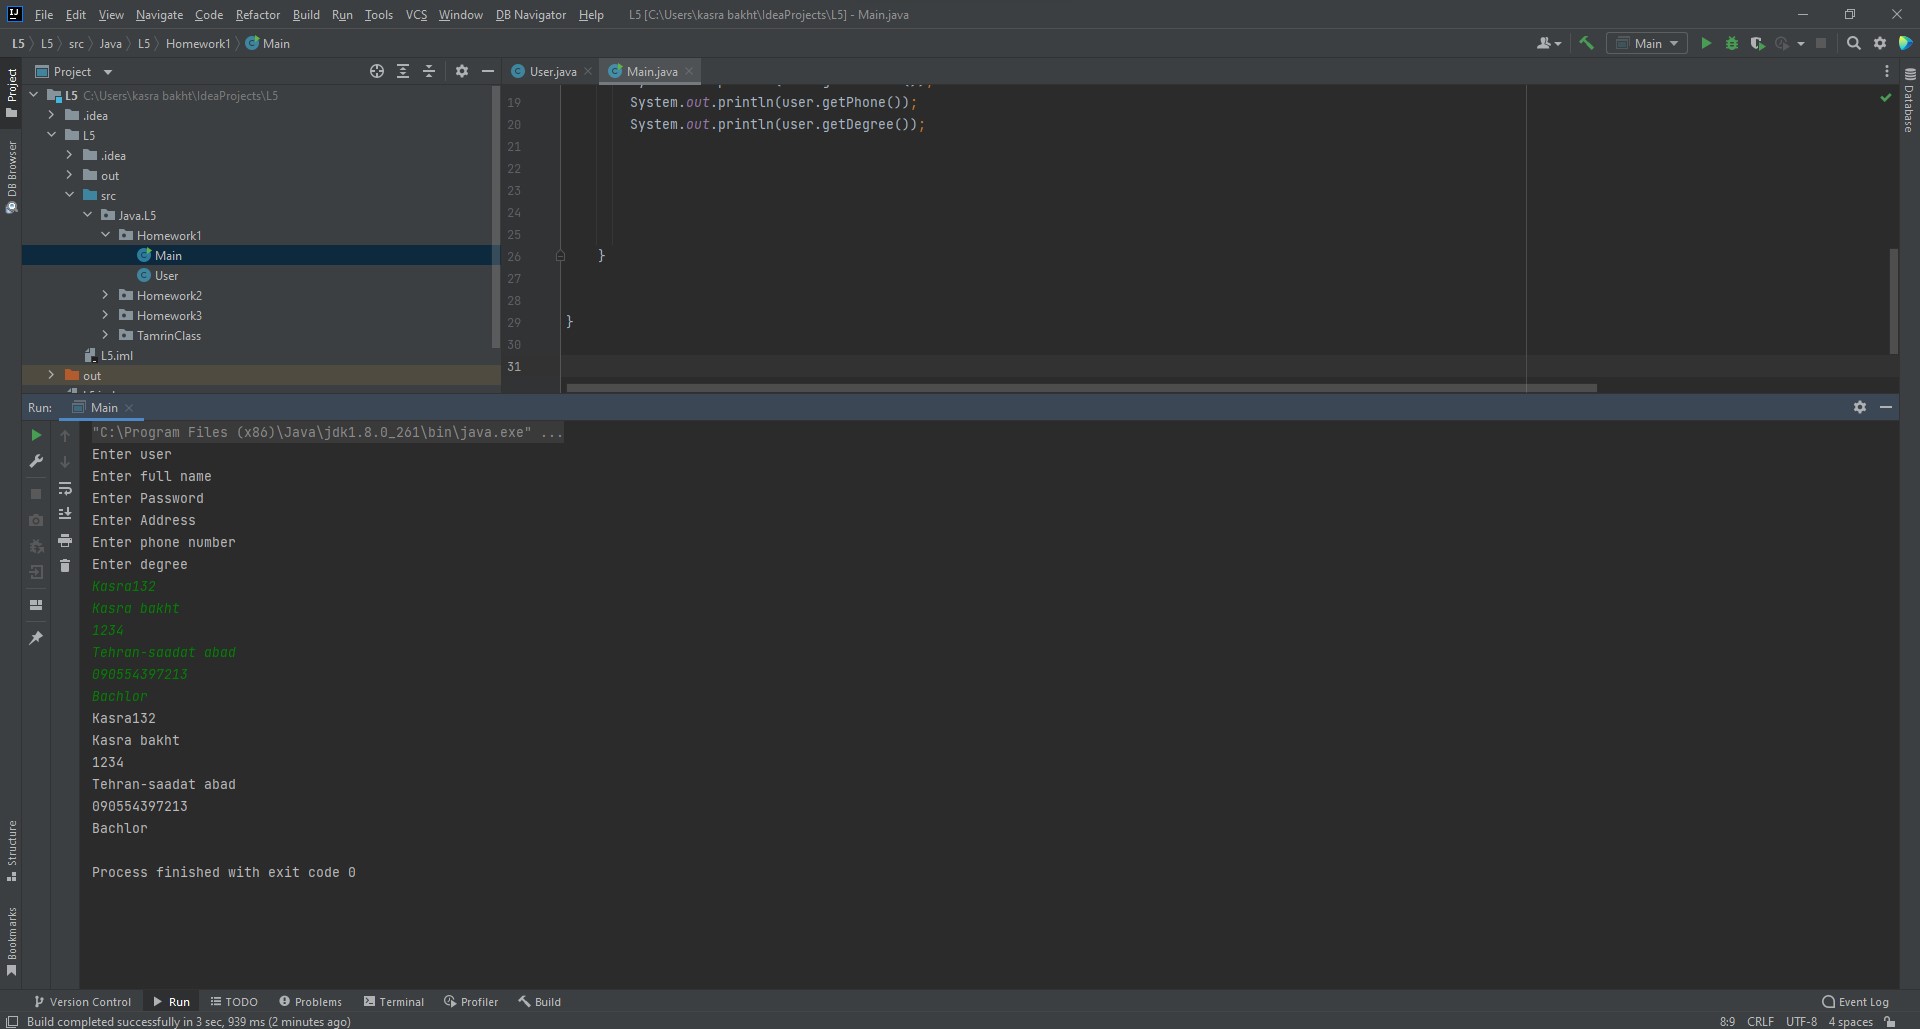 File Edit View Navigate Code Refactor Build Run Tools VCS Window DB Navigator Help L5 [C:\Users\kasra bakht\IdeaProjects\L5] - Main.java
L5 L5 src Java L5 Homework1 Main
Main
Project
User.java Main.java
L5 C:\Users\kasra bakht\IdeaProjects\L5
.idea
L5
.idea
out
src
Java.L5
Homework1
Main
User
Homework2
Homework3
TamrinClass
L5.iml
out
19 System.out.println(user.getPhone());
20 System.out.println(user.getDegree());
21
22
23
24
25
26 }
27
28
29 }
30
31
Project
DB Browser
Structure
Bookmarks
Database
Run: Main
"C:\Program Files (x86)\Java\jdk1.8.0_261\bin\java.exe" ...
Enter user
Enter full name
Enter Password
Enter Address
Enter phone number
Enter degree
Kasra132
Kasra bakht
1234
Tehran-saadat abad
090554397213
Bachlor
Kasra132
Kasra bakht
1234
Tehran-saadat abad
090554397213
Bachlor
Process finished with exit code 0
Version Control Run TODO Problems Terminal Profiler Build Event Log
Build completed successfully in 3 sec, 939 ms (2 minutes ago) 8:9 CRLF UTF-8 4 spaces